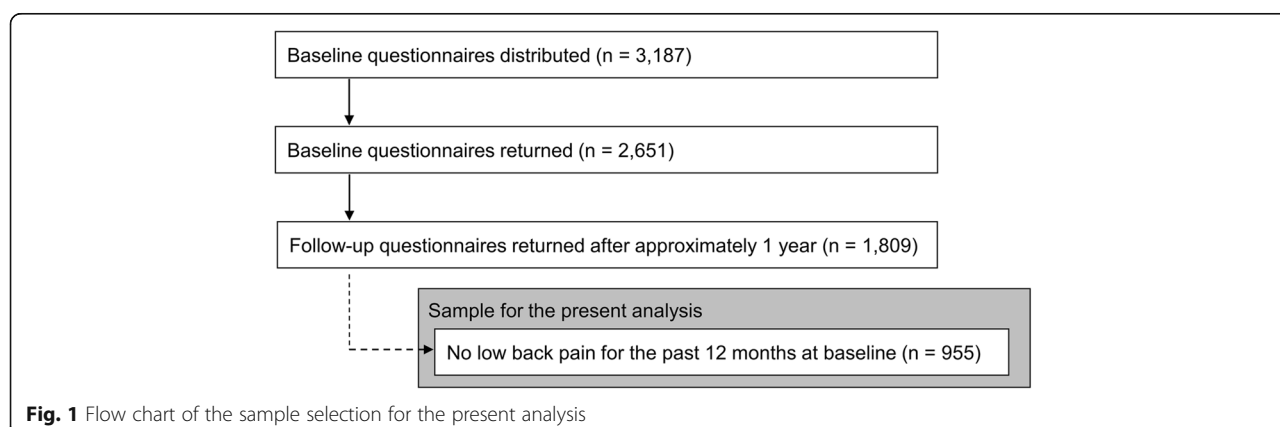 Baseline questionnaires distributed (n = 3,187)
Baseline questionnaires returned (n = 2,651)
Follow-up questionnaires returned after approximately 1 year (n = 1,809)
Sample for the present analysis
No low back pain for the past 12 months at baseline (n = 955)
Fig. 1 Flow chart of the sample selection for the present analysis